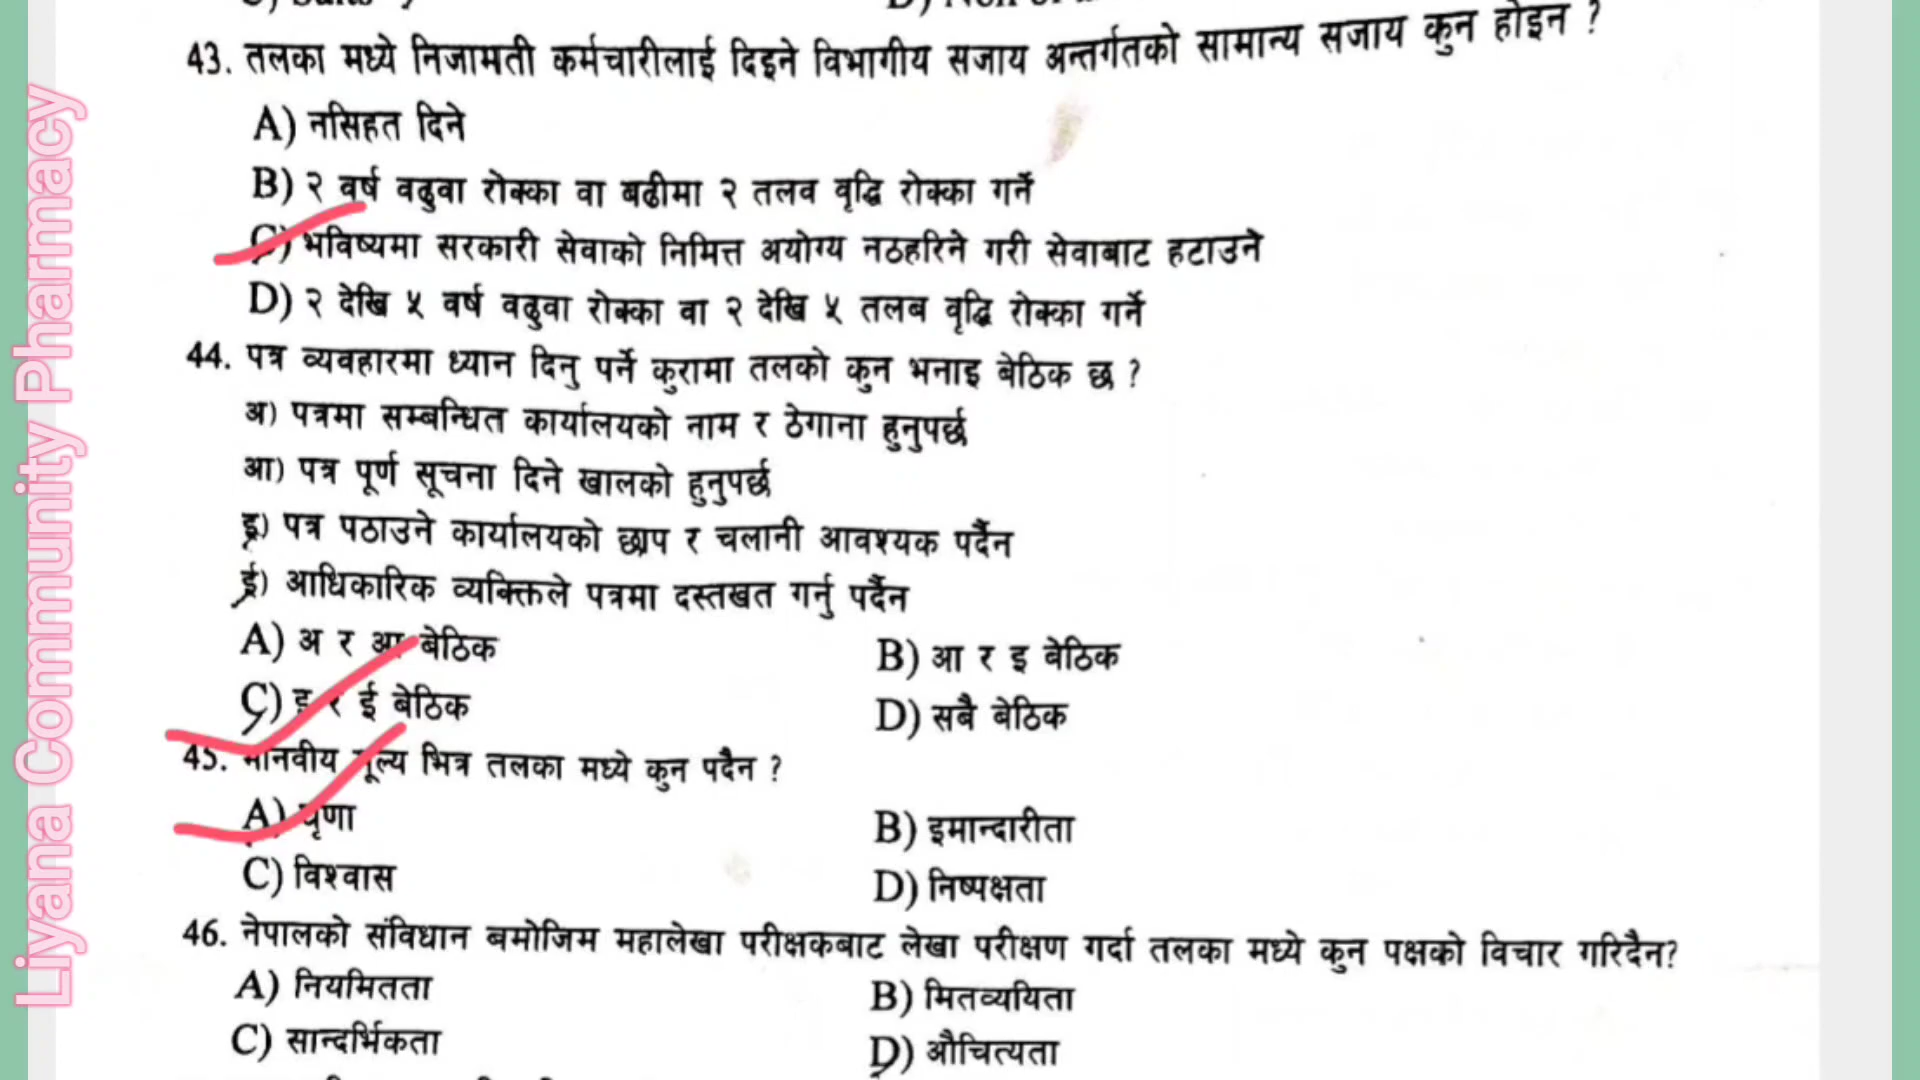 43. तलका मध्ये निजामती कर्मचारीलाई दिइने विभागीय सजाय अन्तर्गतको सामान्य सजाय कुन होइन ?
A) नसिहत दिने
B) २ वर्ष वढुवा रोक्का वा बढीमा २ तलव वृद्धि रोक्का गर्ने
C) भविष्यमा सरकारी सेवाको निमित्त अयोग्य नठहरिने गरी सेवाबाट हटाउने
D) २ देखि ५ वर्ष वढुवा रोक्का वा २ देखि ५ तलब वृद्धि रोक्का गर्ने
44. पत्र व्यवहारमा ध्यान दिनु पर्ने कुरामा तलको कुन भनाइ बेठिक छ ?
अ) पत्रमा सम्बन्धित कार्यालयको नाम र ठेगाना हुनुपर्छ
आ) पत्र पूर्ण सूचना दिने खालको हुनुपर्छ
इ) पत्र पठाउने कार्यालयको छाप र चलानी आवश्यक पर्दैन
ई) आधिकारिक व्यक्तिले पत्रमा दस्तखत गर्नु पर्दैन
A) अ र आ बेठिक B) आ र इ बेठिक
C) इ र ई बेठिक D) सबै बेठिक
45. मानवीय मूल्य भित्र तलका मध्ये कुन पदैन ?
A) घृणा B) इमान्दारीता
C) विश्वास D) निष्पक्षता
46. नेपालको संविधान बमोजिम महालेखा परीक्षकबाट लेखा परीक्षण गर्दा तलका मध्ये कुन पक्षको विचार गरिदैन?
A) नियमितता B) मितव्ययिता
C) सान्दर्भिकता D) औचित्यता
Liyana Community Pharmacy